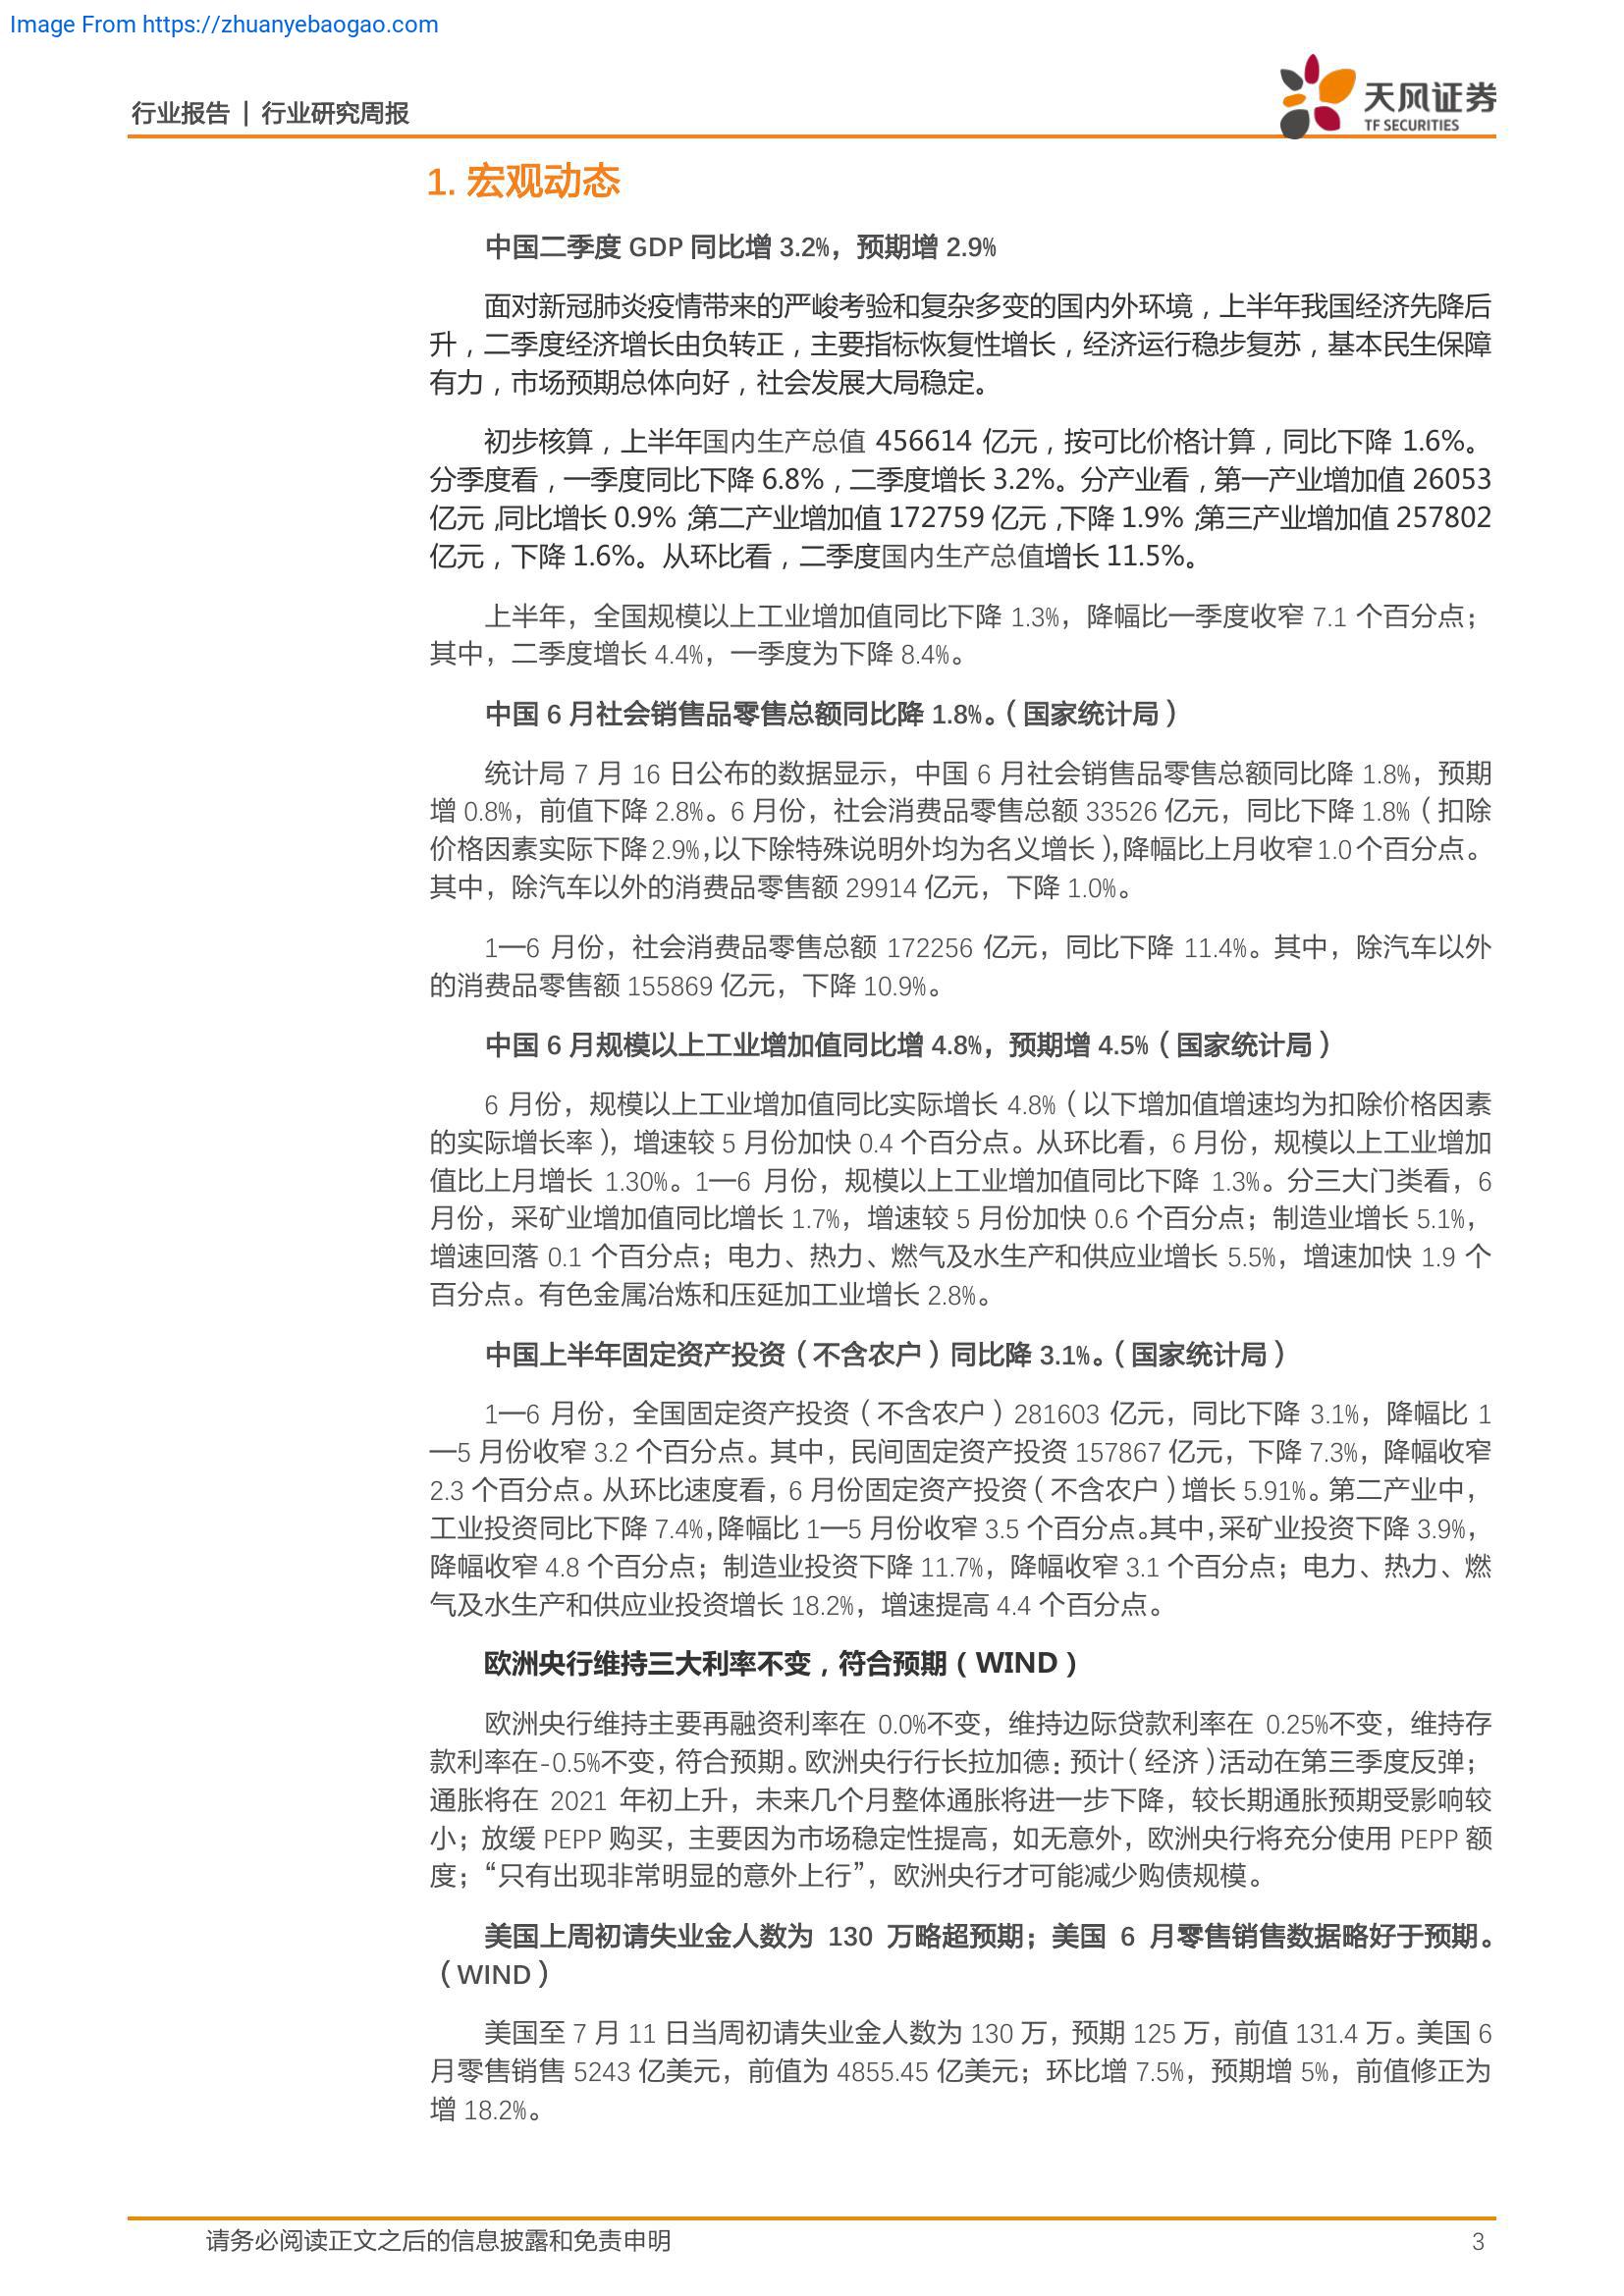 Image From https://zhuanyebaogao.com
行业报告 | 行业研究周报
天风证券
TF SECURITIES
1. 宏观动态
中国二季度 GDP 同比增 3.2%，预期增 2.9%
面对新冠肺炎疫情带来的严峻考验和复杂多变的国内外环境，上半年我国经济先降后
升，二季度经济增长由负转正，主要指标恢复性增长，经济运行稳步复苏，基本民生保障
有力，市场预期总体向好，社会发展大局稳定。
初步核算，上半年国内生产总值 456614 亿元，按可比价格计算，同比下降 1.6%。
分季度看，一季度同比下降 6.8%，二季度增长 3.2%。分产业看，第一产业增加值 26053
亿元，同比增长 0.9%；第二产业增加值 172759 亿元，下降 1.9%；第三产业增加值 257802
亿元，下降 1.6%。从环比看，二季度国内生产总值增长 11.5%。
上半年，全国规模以上工业增加值同比下降 1.3%，降幅比一季度收窄 7.1 个百分点；
其中，二季度增长 4.4%，一季度为下降 8.4%。
中国 6 月社会销售品零售总额同比降 1.8%。（国家统计局）
统计局 7 月 16 日公布的数据显示，中国 6 月社会销售品零售总额同比降 1.8%，预期
增 0.8%，前值下降 2.8%。6 月份，社会消费品零售总额 33526 亿元，同比下降 1.8%（扣除
价格因素实际下降 2.9%，以下除特殊说明外均为名义增长），降幅比上月收窄 1.0 个百分点。
其中，除汽车以外的消费品零售额 29914 亿元，下降 1.0%。
1—6 月份，社会消费品零售总额 172256 亿元，同比下降 11.4%。其中，除汽车以外
的消费品零售额 155869 亿元，下降 10.9%。
中国 6 月规模以上工业增加值同比增 4.8%，预期增 4.5%（国家统计局）
6 月份，规模以上工业增加值同比实际增长 4.8%（以下增加值增速均为扣除价格因素
的实际增长率），增速较 5 月份加快 0.4 个百分点。从环比看，6 月份，规模以上工业增加
值比上月增长 1.30%。1—6 月份，规模以上工业增加值同比下降 1.3%。分三大门类看，6
月份，采矿业增加值同比增长 1.7%，增速较 5 月份加快 0.6 个百分点；制造业增长 5.1%，
增速回落 0.1 个百分点；电力、热力、燃气及水生产和供应业增长 5.5%，增速加快 1.9 个
百分点。有色金属冶炼和压延加工业增长 2.8%。
中国上半年固定资产投资（不含农户）同比降 3.1%。（国家统计局）
1—6 月份，全国固定资产投资（不含农户）281603 亿元，同比下降 3.1%，降幅比 1
—5 月份收窄 3.2 个百分点。其中，民间固定资产投资 157867 亿元，下降 7.3%，降幅收窄
2.3 个百分点。从环比速度看，6 月份固定资产投资（不含农户）增长 5.91%。第二产业中，
工业投资同比下降 7.4%，降幅比 1—5 月份收窄 3.5 个百分点。其中，采矿业投资下降 3.9%，
降幅收窄 4.8 个百分点；制造业投资下降 11.7%，降幅收窄 3.1 个百分点；电力、热力、燃
气及水生产和供应业投资增长 18.2%，增速提高 4.4 个百分点。
欧洲央行维持三大利率不变，符合预期（WIND）
欧洲央行维持主要再融资利率在 0.0%不变，维持边际贷款利率在 0.25%不变，维持存
款利率在-0.5%不变，符合预期。欧洲央行行长拉加德：预计（经济）活动在第三季度反弹；
通胀将在 2021 年初上升，未来几个月整体通胀将进一步下降，较长期通胀预期受影响较
小；放缓 PEPP 购买，主要因为市场稳定性提高，如无意外，欧洲央行将充分使用 PEPP 额
度；“只有出现非常明显的意外上行”，欧洲央行才可能减少购债规模。
美国上周初请失业金人数为 130 万略超预期；美国 6 月零售销售数据略好于预期。
（WIND）
美国至 7 月 11 日当周初请失业金人数为 130 万，预期 125 万，前值 131.4 万。美国 6
月零售销售 5243 亿美元，前值为 4855.45 亿美元；环比增 7.5%，预期增 5%，前值修正为
增 18.2%。
请务必阅读正文之后的信息披露和免责申明
3